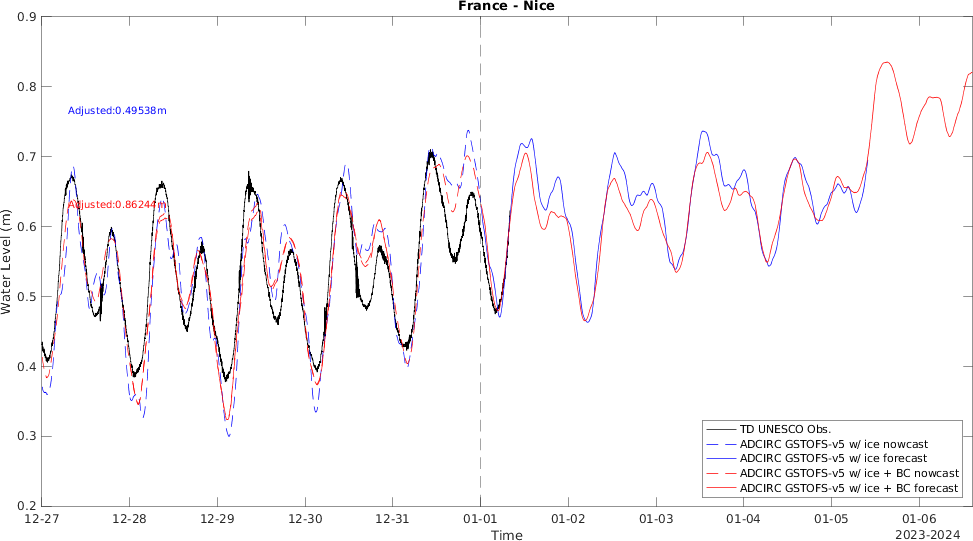 France - Nice
0.9
0.8
0.7
0.6
0.5
0.4
0.3
0.2
Water Level (m)
Adjusted:0.49538m
Adjusted:0.86244m
TD UNESCO Obs.
ADCIRC GSTOFS-v5 w/ ice nowcast
ADCIRC GSTOFS-v5 w/ ice forecast
ADCIRC GSTOFS-v5 w/ ice + BC nowcast
ADCIRC GSTOFS-v5 w/ ice + BC forecast
12-27 12-28 12-29 12-30 12-31 01-01 01-02 01-03 01-04 01-05 01-06
Time
2023-2024